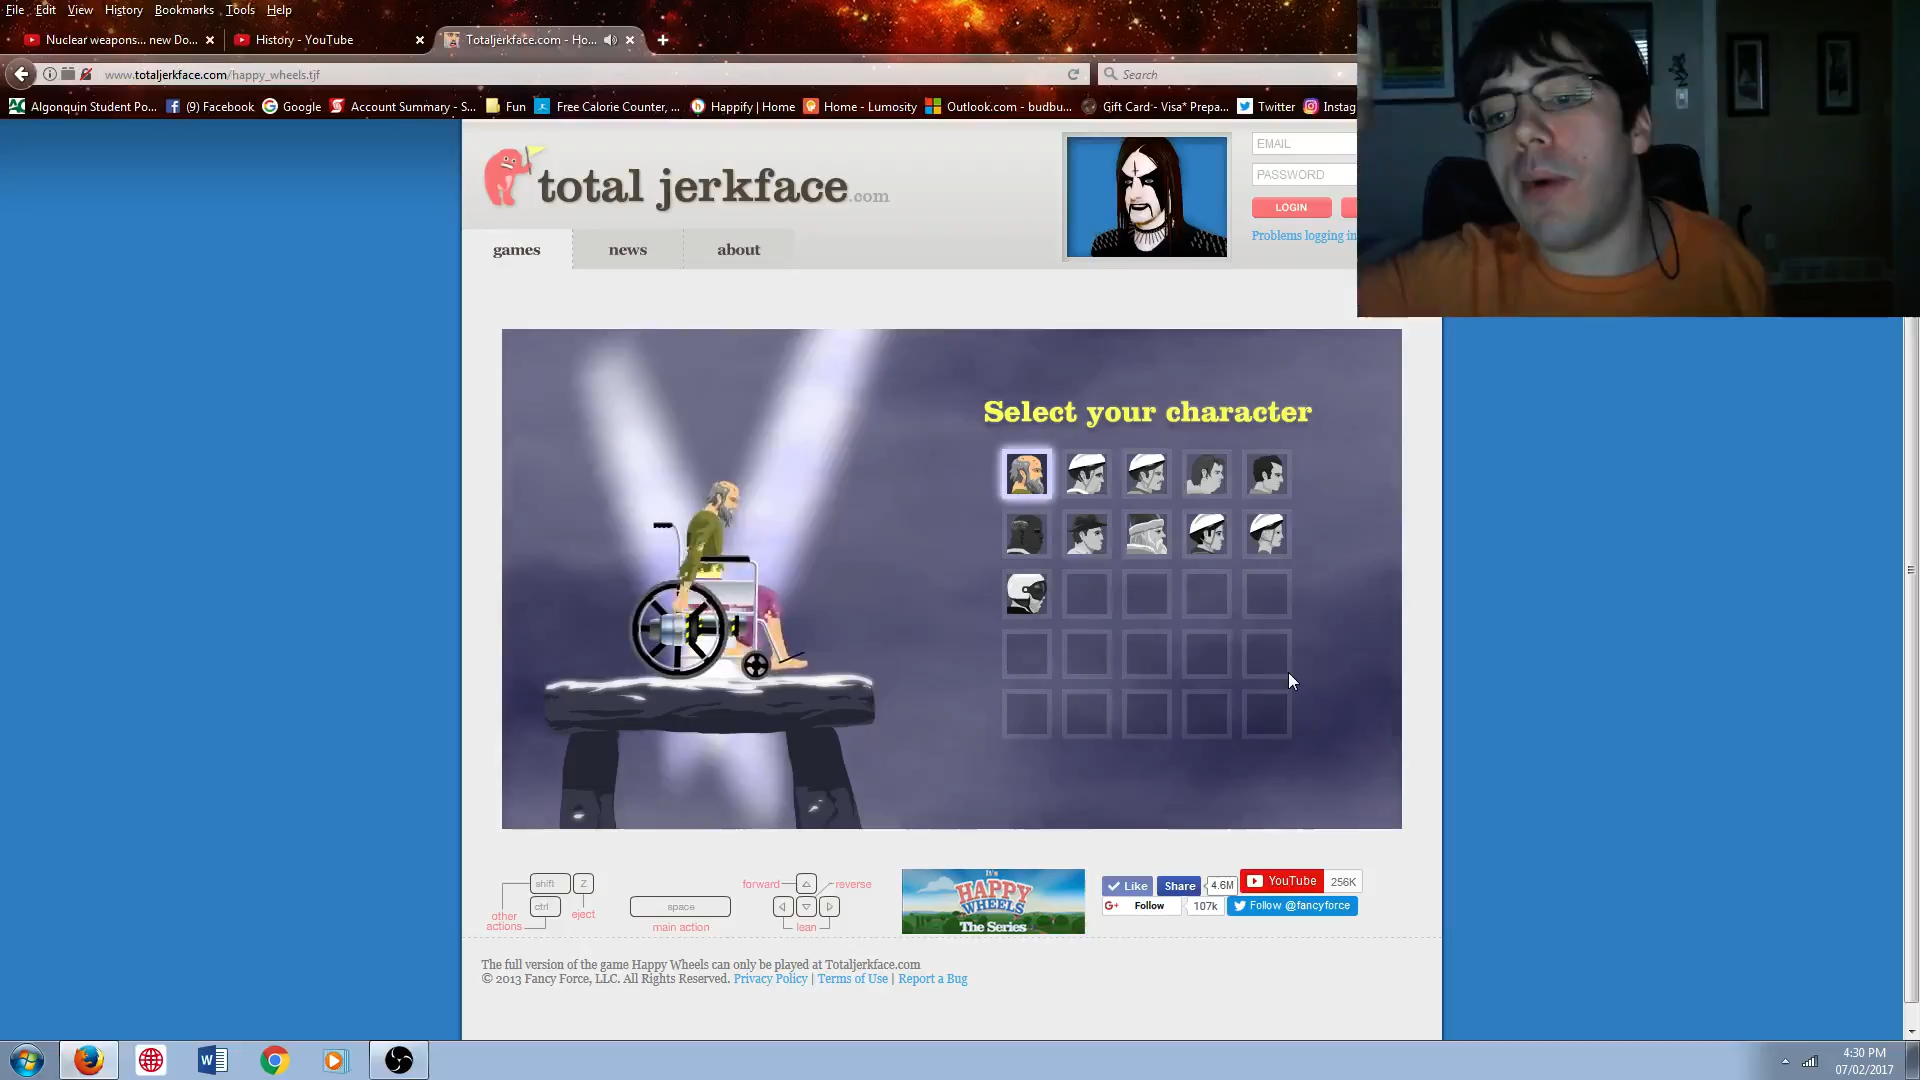 File Edit View History Bookmarks Tools Help
Nuclear weapons... new Do... × History - YouTube × Totaljerkface.com - Ho... × +
www.totaljerkface.com/happy_wheels.tjf Search
Algonquin Student Po... (9) Facebook Google Account Summary - S... Fun Free Calorie Counter, ... Happify | Home Home - Lumosity Outlook.com - budbu... Gift Card - Visa* Prepa... Twitter Instag
total jerkface.com
EMAIL
PASSWORD
LOGIN
Problems logging in
games news about
Select your character
shift Z
ctrl
other
actions
eject
space
main action
forward reverse
lean
IT'S
HAPPY
WHEELS
The Series
Like Share 4.6M YouTube 256K
G+ Follow 107k Follow @fancyforce
The full version of the game Happy Wheels can only be played at Totaljerkface.com
© 2013 Fancy Force, LLC. All Rights Reserved. Privacy Policy | Terms of Use | Report a Bug
4:30 PM
07/02/2017